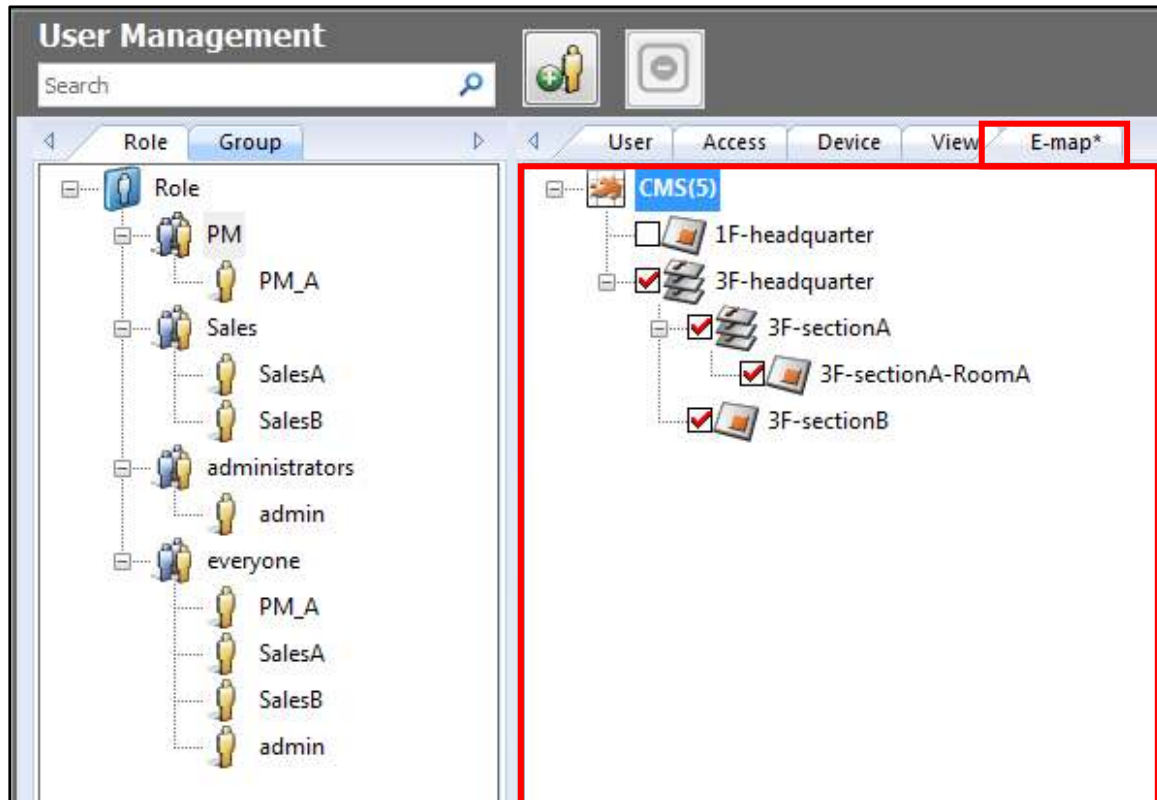 User Management
Search
Role Group
Role
PM
PM_A
Sales
SalesA
SalesB
administrators
admin
everyone
PM_A
SalesA
SalesB
admin
User Access Device View E-map*
CMS(5)
1F-headquarter
3F-headquarter
3F-sectionA
3F-sectionA-RoomA
3F-sectionB